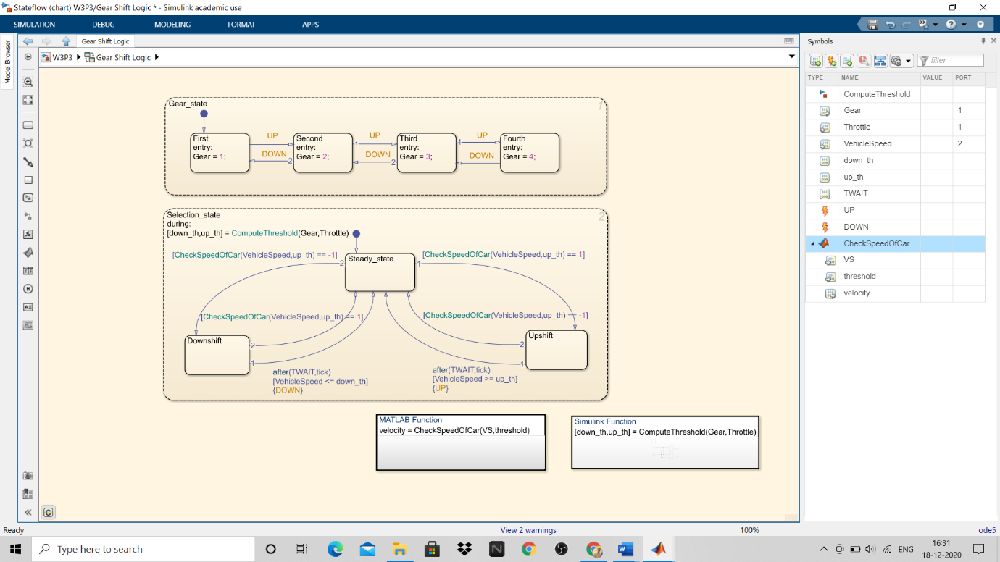 Stateflow (chart) W3P3/Gear Shift Logic * - Simulink academic use
SIMULATION DEBUG MODELING FORMAT APPS
Model Browser
Gear Shift Logic
W3P3 Gear Shift Logic
Gear_state
1
First
entry:
Gear = 1;
UP
DOWN
2
Second
entry:
Gear = 2;
1
UP
DOWN
2
Third
entry:
Gear = 3;
1
UP
DOWN
Fourth
entry:
Gear = 4;
Selection_state
2
during:
[down_th,up_th] = ComputeThreshold(Gear,Throttle)
[CheckSpeedOfCar(VehicleSpeed,up_th) == -1]
2
Steady_state
1
[CheckSpeedOfCar(VehicleSpeed,up_th) == 1]
[CheckSpeedOfCar(VehicleSpeed,up_th) == 1]
[CheckSpeedOfCar(VehicleSpeed,up_th) == -1]
Downshift
2
1
Upshift
2
1
after(TWAIT,tick)
[VehicleSpeed <= down_th]
{DOWN}
after(TWAIT,tick)
[VehicleSpeed >= up_th]
{UP}
MATLAB Function
velocity = CheckSpeedOfCar(VS,threshold)
Simulink Function
[down_th,up_th] = ComputeThreshold(Gear,Throttle)
Symbols
filter
TYPE NAME VALUE PORT
ComputeThreshold
Gear 1
Throttle 1
VehicleSpeed 2
down_th
up_th
TWAIT
UP
DOWN
CheckSpeedOfCar
VS
threshold
velocity
Ready
View 2 warnings
100%
ode5
Type here to search
ENG
16:31
18-12-2020